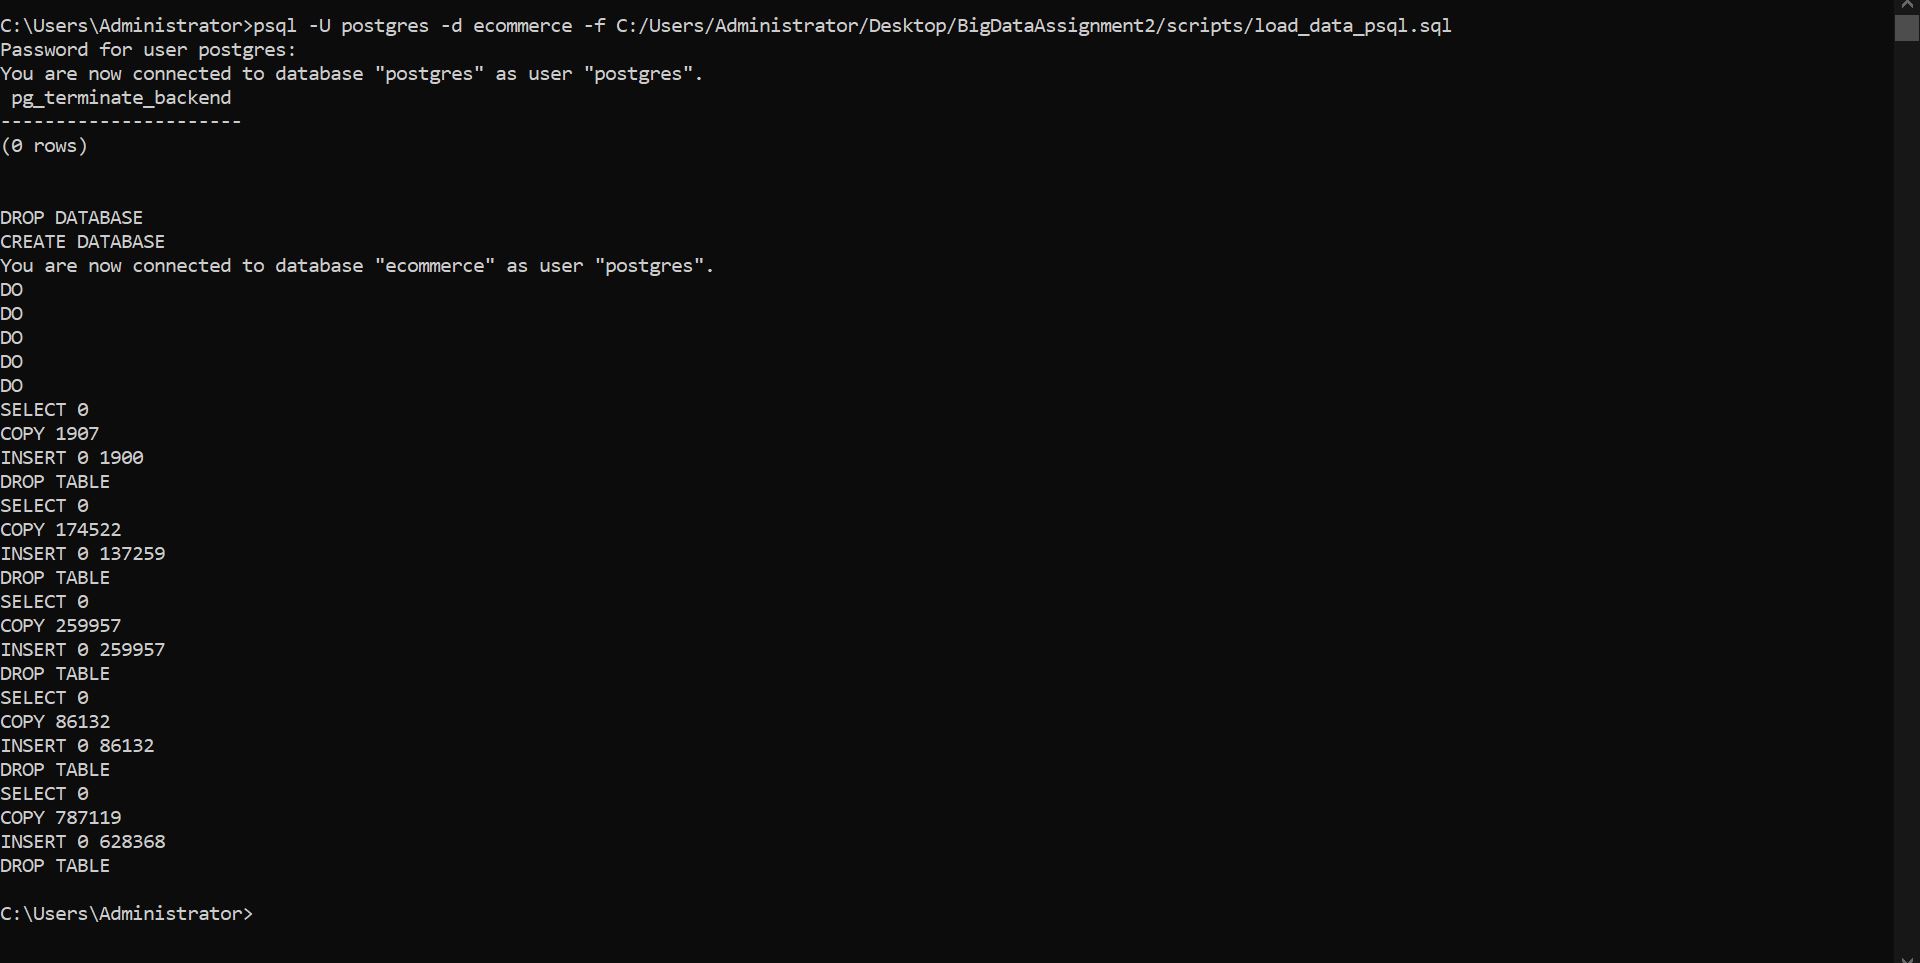 C:\Users\Administrator>psql -U postgres -d ecommerce -f C:/Users/Administrator/Desktop/BigDataAssignment2/scripts/load_data_psql.sql
Password for user postgres:
You are now connected to database "postgres" as user "postgres".
 pg_terminate_backend
----------------------
(0 rows)
DROP DATABASE
CREATE DATABASE
You are now connected to database "ecommerce" as user "postgres".
DO
DO
DO
DO
DO
SELECT 0
COPY 1907
INSERT 0 1900
DROP TABLE
SELECT 0
COPY 174522
INSERT 0 137259
DROP TABLE
SELECT 0
COPY 259957
INSERT 0 259957
DROP TABLE
SELECT 0
COPY 86132
INSERT 0 86132
DROP TABLE
SELECT 0
COPY 787119
INSERT 0 628368
DROP TABLE
C:\Users\Administrator>